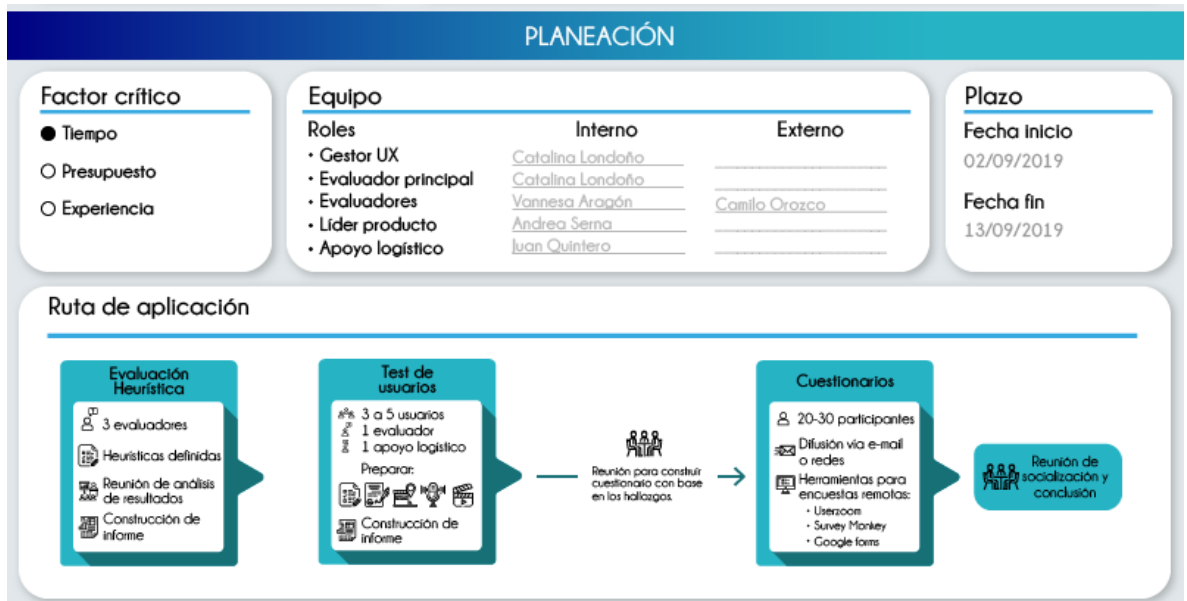 PLANEACIÓN
Factor crítico
Tiempo
Presupuesto
Experiencia
Equipo
Roles Interno Externo
• Gestor UX Catalina Londoño
• Evaluador principal Catalina Londoño
• Evaluadores Vannesa Aragón Camilo Orozco
• Líder producto Andrea Serna
• Apoyo logístico Juan Quintero
Plazo
Fecha inicio
02/09/2019
Fecha fin
13/09/2019
Ruta de aplicación
Evaluación
Heurística
3 evaluadores
Heurísticas definidas
Reunión de análisis
de resultados
Construcción de
informe
Test de
usuarios
3 a 5 usuarios
1 evaluador
1 apoyo logístico
Preparar:
Construcción de
informe
Reunión para construir
cuestionario con base
en los hallazgos.
Cuestionarios
20-30 participantes
Difusión vía e-mail
o redes
Herramientas para
encuestas remotas:
• Userzoom
• Survey Monkey
• Google forms
Reunión de
socialización y
conclusión